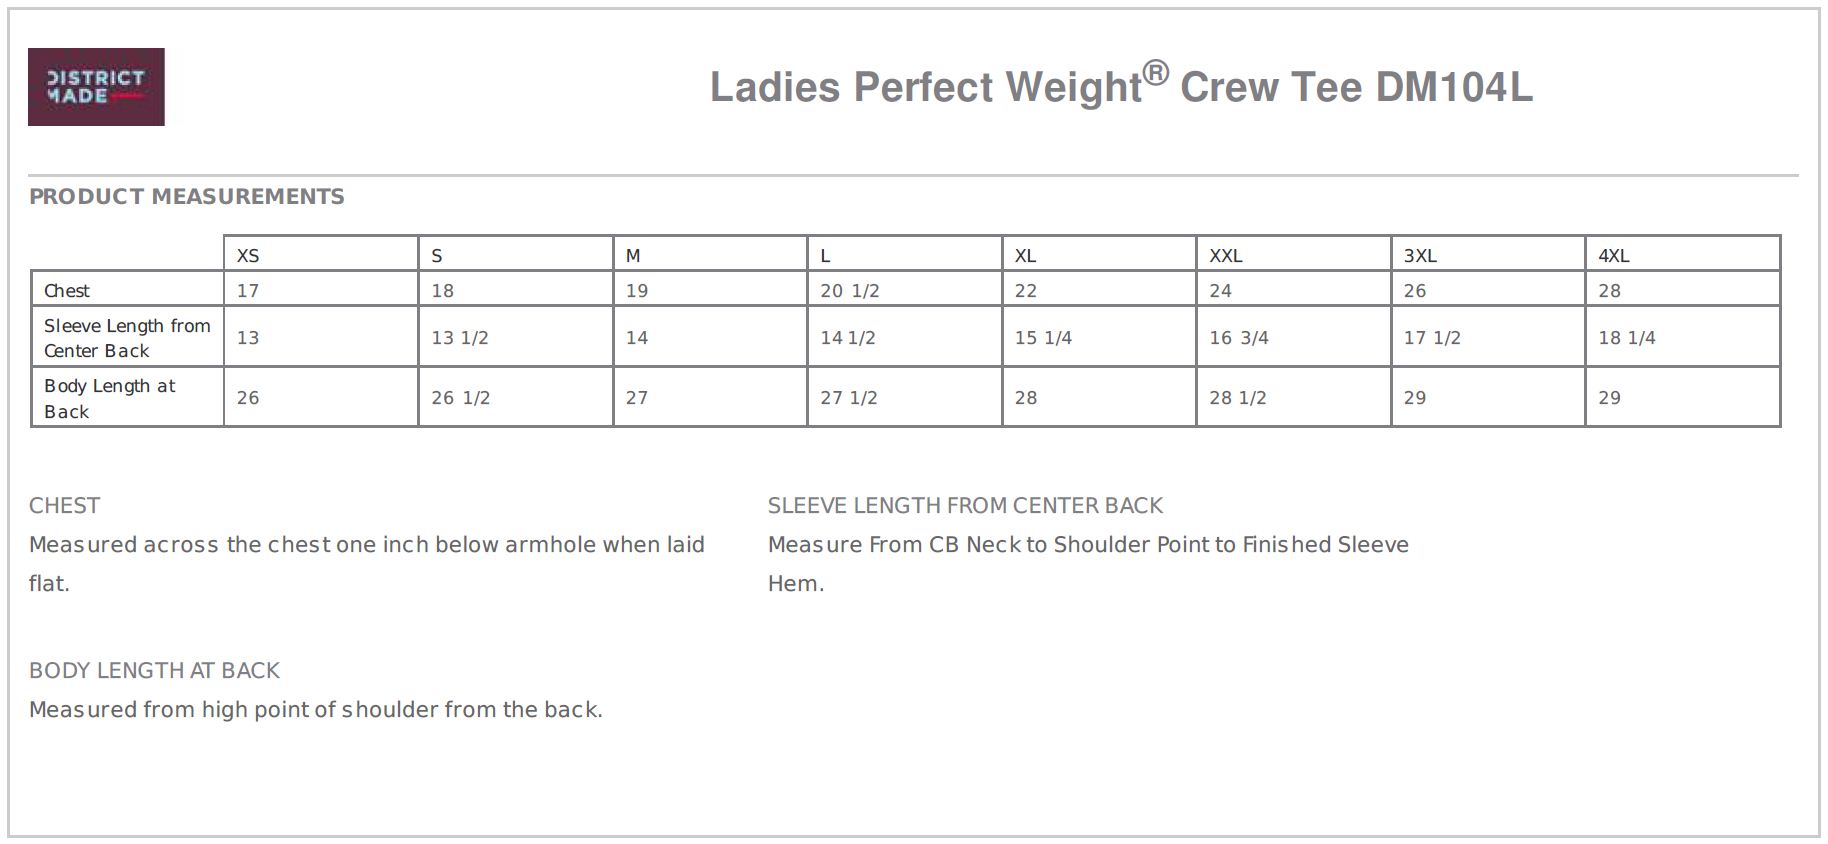 DISTRICT
MADE
Ladies Perfect Weight® Crew Tee DM104L
PRODUCT MEASUREMENTS
XS S M L XL XXL 3XL 4XL
Chest 17 18 19 20 1/2 22 24 26 28
Sleeve Length from
Center Back 13 13 1/2 14 14 1/2 15 1/4 16 3/4 17 1/2 18 1/4
Body Length at
Back 26 26 1/2 27 27 1/2 28 28 1/2 29 29
CHEST
Measured across the chest one inch below armhole when laid
flat.
SLEEVE LENGTH FROM CENTER BACK
Measure From CB Neck to Shoulder Point to Finished Sleeve
Hem.
BODY LENGTH AT BACK
Measured from high point of shoulder from the back.